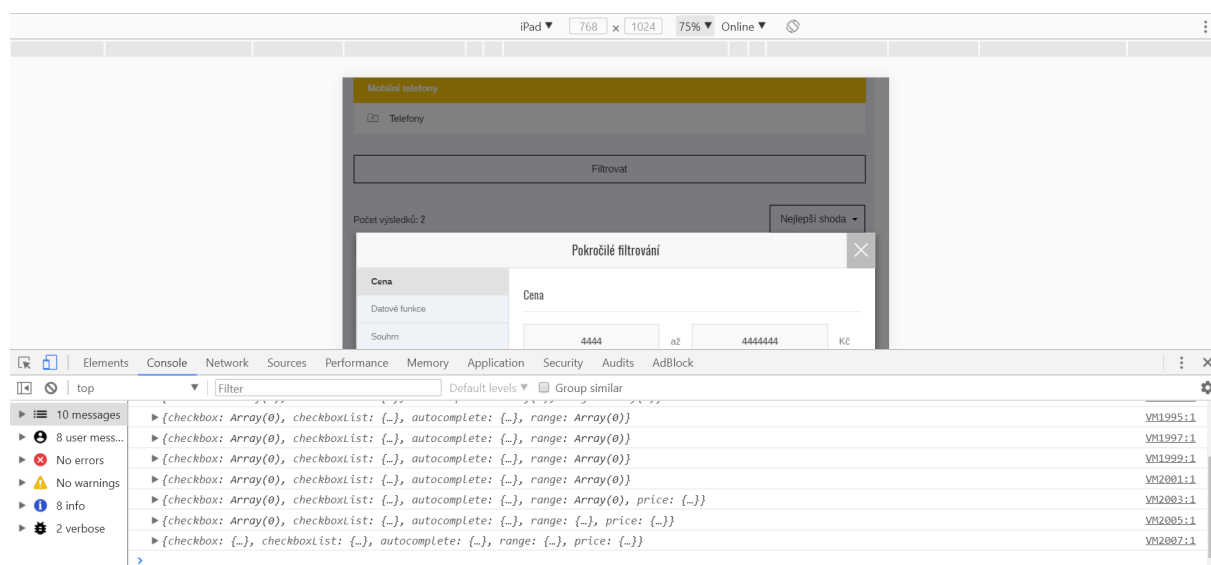 iPad ▼ 768 x 1024 75% ▼ Online ▼
Mobilní telefony
Telefony
Filtrovat
Počet výsledků: 2
Nejlepší shoda
Pokročilé filtrování
Cena
Datové funkce
Souhrn
Cena
4444 až 4444444 Kč
Elements Console Network Sources Performance Memory Application Security Audits AdBlock
top ▼ Filter Default levels ▼ Group similar
10 messages
8 user mess...
No errors
No warnings
8 info
2 verbose
▶ {checkbox: Array(0), checkboxList: {…}, autocomplete: {…}, range: Array(0)} VM1995:1
▶ {checkbox: Array(0), checkboxList: {…}, autocomplete: {…}, range: Array(0)} VM1997:1
▶ {checkbox: Array(0), checkboxList: {…}, autocomplete: {…}, range: Array(0)} VM1999:1
▶ {checkbox: Array(0), checkboxList: {…}, autocomplete: {…}, range: Array(0)} VM2001:1
▶ {checkbox: Array(0), checkboxList: {…}, autocomplete: {…}, range: Array(0), price: {…}} VM2003:1
▶ {checkbox: Array(0), checkboxList: {…}, autocomplete: {…}, range: {…}, price: {…}} VM2005:1
▶ {checkbox: {…}, checkboxList: {…}, autocomplete: {…}, range: {…}, price: {…}} VM2007:1